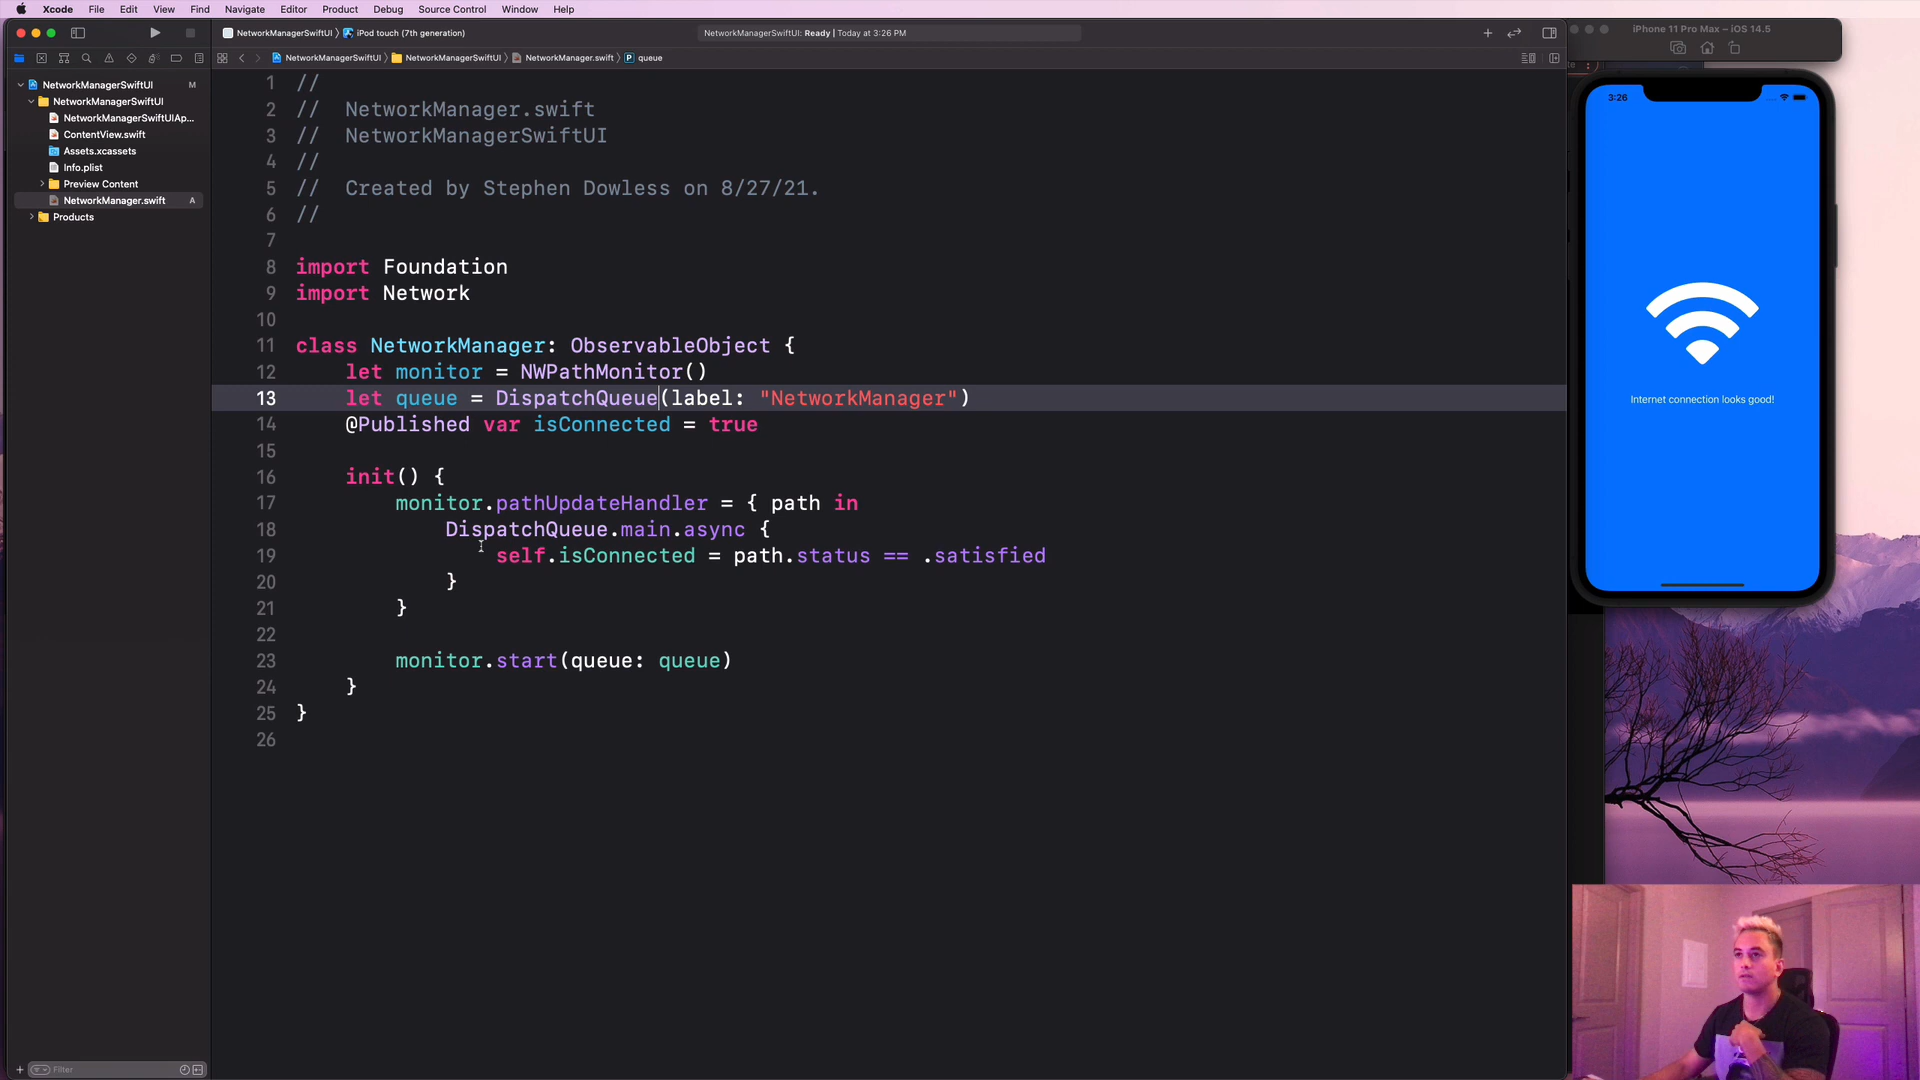 Xcode File Edit View Find Navigate Editor Product Debug Source Control Window Help
NetworkManagerSwiftUI iPod touch (7th generation)
NetworkManagerSwiftUI: Ready | Today at 3:26 PM
iPhone 11 Pro Max – iOS 14.5
NetworkManagerSwiftUI NetworkManagerSwiftUI NetworkManager.swift P queue
NetworkManagerSwiftUI M
NetworkManagerSwiftUI
NetworkManagerSwiftUIAp...
ContentView.swift
Assets.xcassets
Info.plist
Preview Content
NetworkManager.swift A
Products
1 //
2 // NetworkManager.swift
3 // NetworkManagerSwiftUI
4 //
5 // Created by Stephen Dowless on 8/27/21.
6 //
7
8 import Foundation
9 import Network
10
11 class NetworkManager: ObservableObject {
12 let monitor = NWPathMonitor()
13 let queue = DispatchQueue(label: "NetworkManager")
14 @Published var isConnected = true
15
16 init() {
17 monitor.pathUpdateHandler = { path in
18 DispatchQueue.main.async {
19 self.isConnected = path.status == .satisfied
20 }
21 }
22
23 monitor.start(queue: queue)
24 }
25 }
26
3:26
Internet connection looks good!
Filter